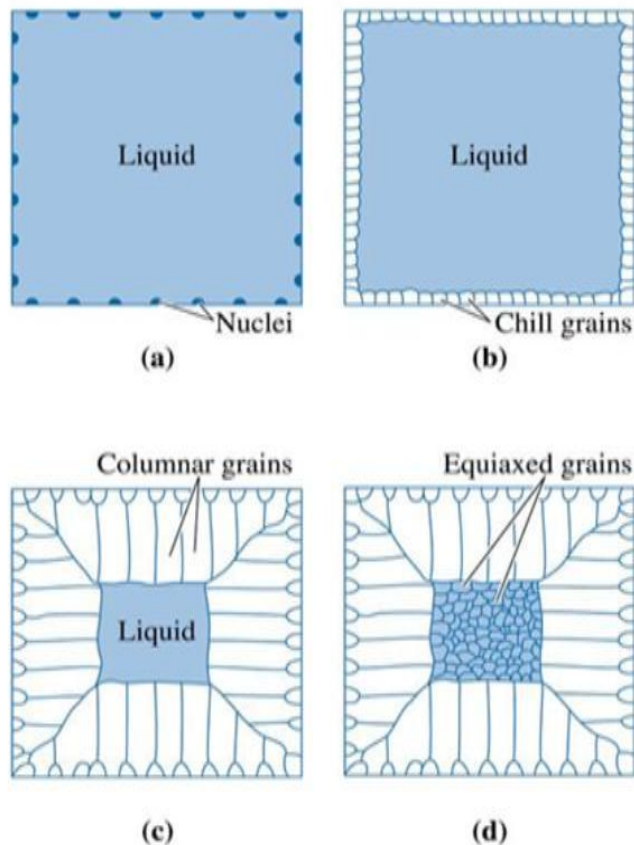 Liquid
Nuclei
(a)
Liquid
Chill grains
(b)
Columnar grains
Liquid
(c)
Equiaxed grains
(d)